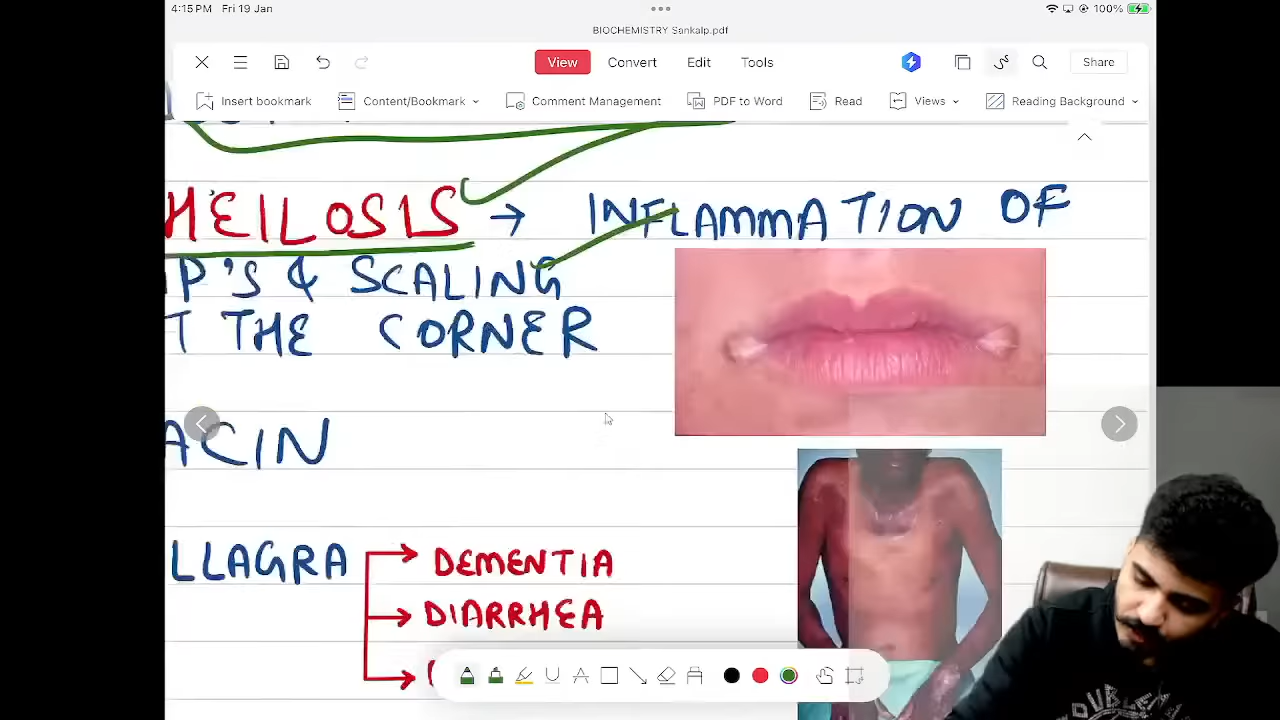 4:15 PM Fri 19 Jan
100%
BIOCHEMISTRY Sankalp.pdf
View Convert Edit Tools
Share
Insert bookmark Content/Bookmark Comment Management PDF to Word Read Views Reading Background
HEILOSIS → INFLAMMATION OF
IP'S & SCALING
T THE CORNER
ACIN
LLAGRA → DEMENTIA
→ DIARRHEA